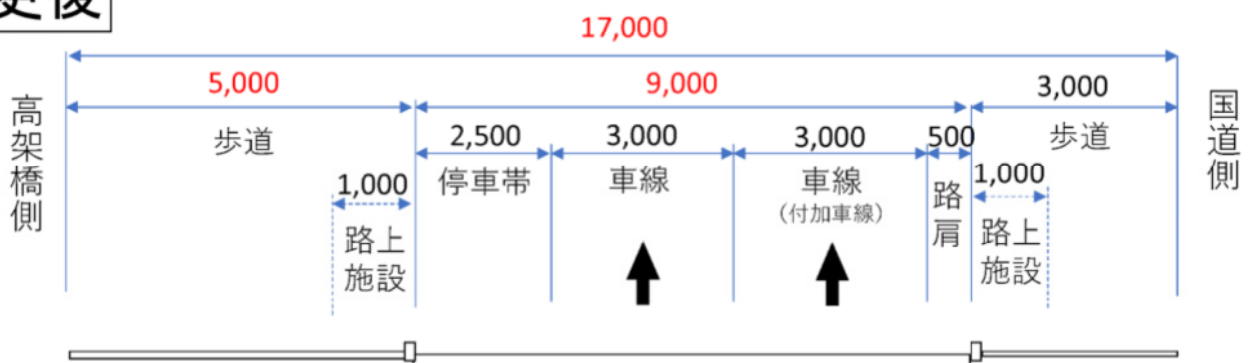 更後
17,000
5,000
9,000
3,000
高架橋側
歩道
2,500
3,000
3,000
500
歩道
国道側
1,000
停車帯
車線
車線
(付加車線)
路肩
1,000
路上
施設
路上
施設